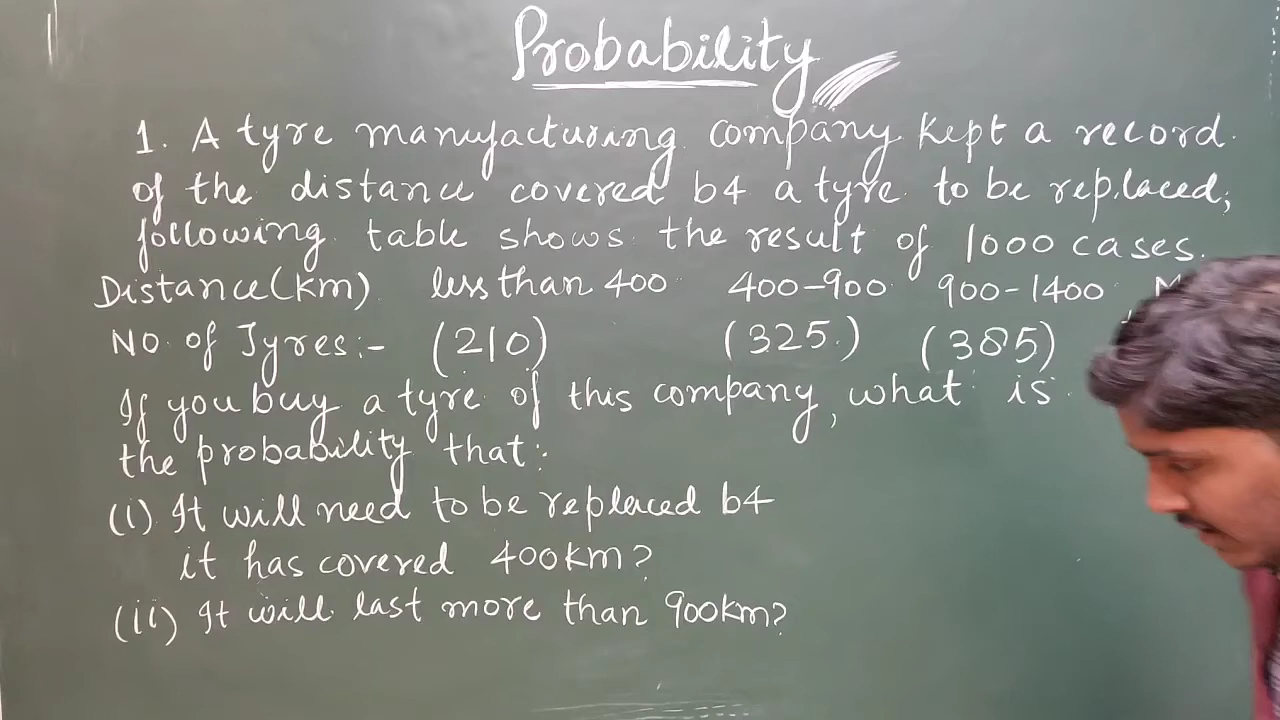 Probability
1. A tyre manufacturing company kept a record
of the distance covered b4 a tyre to be replaced;
following table shows the result of 1000 cases.
Distance(km) less than 400 400-900 900-1400
No. of Tyres:- (210) (325) (385)
If you buy a tyre of this company, what is
the probability that:
(i) It will need to be replaced b4
it has covered 400km?
(ii) It will last more than 900km?